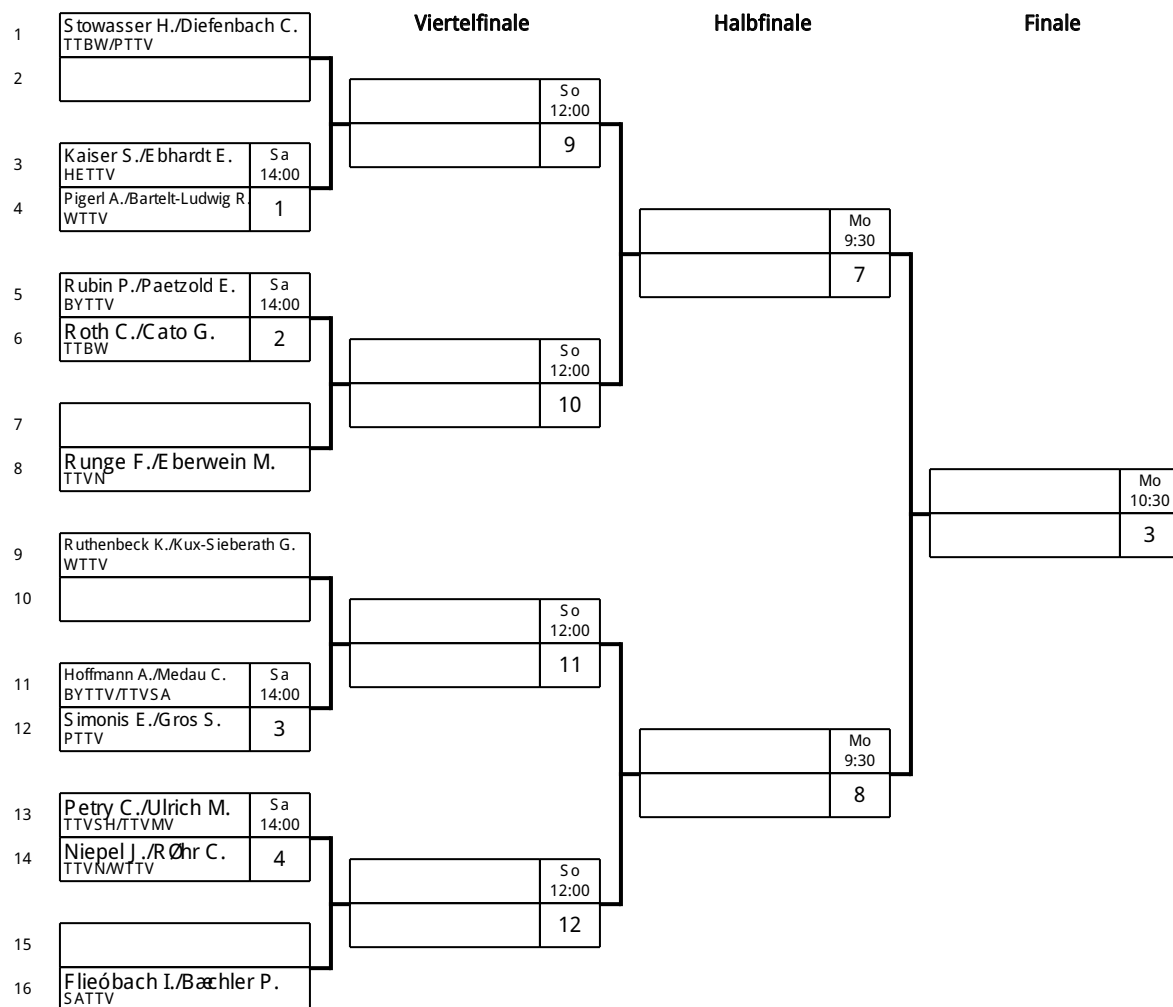 Viertelfinale Halbfinale Finale
1 Stowasser H./Diefenbach C.
TTBW/PTTV
2
So
12:00
9
3 Kaiser S./Ebhardt E. Sa
HETTV 14:00
4 Pigerl A./Bartelt-Ludwig R. 1
WTTV
Mo
9:30
7
5 Rubin P./Paetzold E. Sa
BYTTV 14:00
6 Roth C./Cato G. 2
TTBW
So
12:00
10
7
8 Runge F./Eberwein M.
TTVN
Mo
10:30
3
9 Ruthenbeck K./Kux-Sieberath G.
WTTV
10
So
12:00
11
11 Hoffmann A./Medau C. Sa
BYTTV/TTVSA 14:00
12 Simonis E./Gros S. 3
PTTV
Mo
9:30
8
13 Petry C./Ulrich M. Sa
TTVSH/TTVMV 14:00
14 Niepel J./RØhr C. 4
TTVN/WTTV
So
12:00
12
15
16 Flieóbach I./Bæchler P.
SATTV